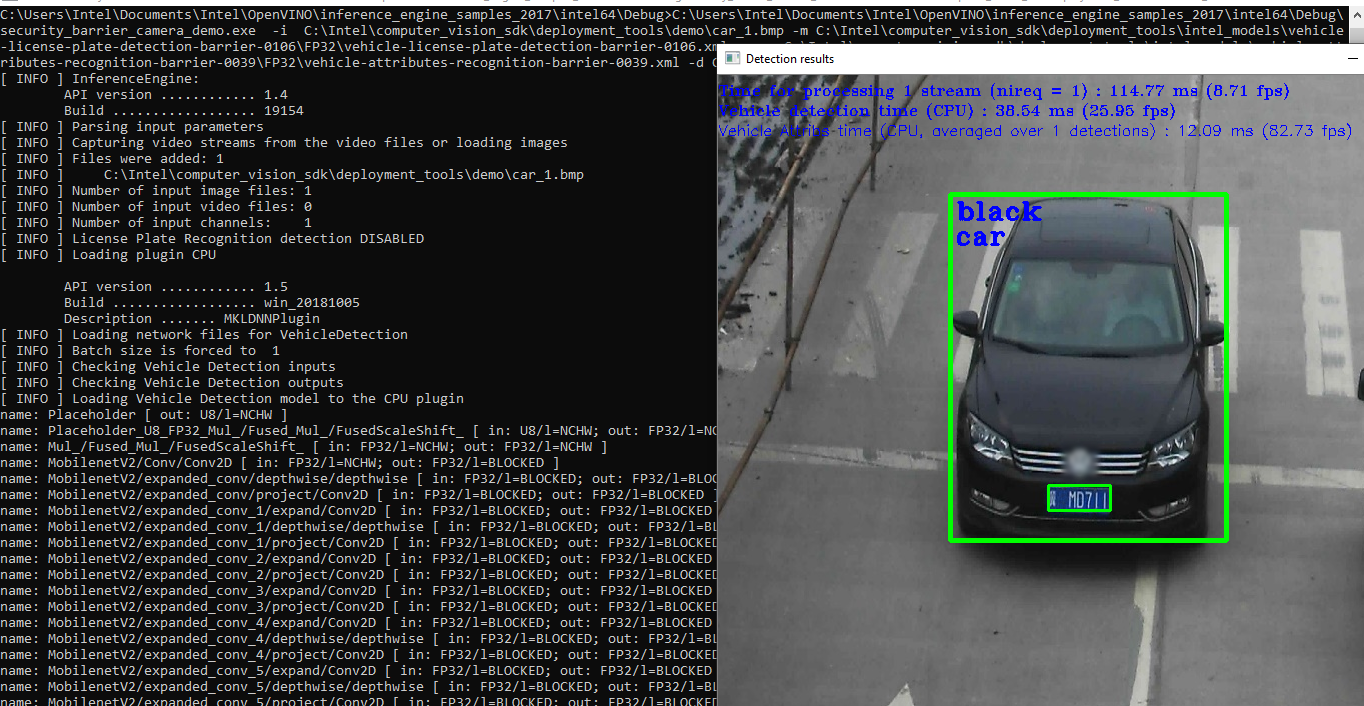 C:\Users\Intel\Documents\Intel\OpenVINO\inference_engine_samples_2017\intel64\Debug>C:\Users\Intel\Documents\Intel\OpenVINO\inference_engine_samples_2017\intel64\Debug\
security_barrier_camera_demo.exe  -i  C:\Intel\computer_vision_sdk\deployment_tools\demo\car_1.bmp -m C:\Intel\computer_vision_sdk\deployment_tools\intel_models\vehicle
-license-plate-detection-barrier-0106\FP32\vehicle-license-plate-detection-barrier-0106.xm
ributes-recognition-barrier-0039\FP32\vehicle-attributes-recognition-barrier-0039.xml -d
[ INFO ] InferenceEngine:
        API version ............ 1.4
        Build .................. 19154
[ INFO ] Parsing input parameters
[ INFO ] Capturing video streams from the video files or loading images
[ INFO ] Files were added: 1
[ INFO ]     C:\Intel\computer_vision_sdk\deployment_tools\demo\car_1.bmp
[ INFO ] Number of input image files: 1
[ INFO ] Number of input video files: 0
[ INFO ] Number of input channels:    1
[ INFO ] License Plate Recognition detection DISABLED
[ INFO ] Loading plugin CPU
        API version ............ 1.5
        Build .................. win_20181005
        Description ....... MKLDNNPlugin
[ INFO ] Loading network files for VehicleDetection
[ INFO ] Batch size is forced to  1
[ INFO ] Checking Vehicle Detection inputs
[ INFO ] Checking Vehicle Detection outputs
[ INFO ] Loading Vehicle Detection model to the CPU plugin
name: Placeholder [ out: U8/l=NCHW ]
name: Placeholder_U8_FP32_Mul_/Fused_Mul_/FusedScaleShift_ [ in: U8/l=NCHW; out: FP32/l=NC
name: Mul_/Fused_Mul_/FusedScaleShift_ [ in: FP32/l=NCHW; out: FP32/l=NCHW ]
name: MobilenetV2/Conv/Conv2D [ in: FP32/l=NCHW; out: FP32/l=BLOCKED ]
name: MobilenetV2/expanded_conv/depthwise/depthwise [ in: FP32/l=BLOCKED; out: FP32/l=BLOC
name: MobilenetV2/expanded_conv/project/Conv2D [ in: FP32/l=BLOCKED; out: FP32/l=BLOCKED ]
name: MobilenetV2/expanded_conv_1/expand/Conv2D [ in: FP32/l=BLOCKED; out: FP32/l=BLOCKED
name: MobilenetV2/expanded_conv_1/depthwise/depthwise [ in: FP32/l=BLOCKED; out: FP32/l=BL
name: MobilenetV2/expanded_conv_1/project/Conv2D [ in: FP32/l=BLOCKED; out: FP32/l=BLOCKED
name: MobilenetV2/expanded_conv_2/expand/Conv2D [ in: FP32/l=BLOCKED; out: FP32/l=BLOCKED
name: MobilenetV2/expanded_conv_2/project/Conv2D [ in: FP32/l=BLOCKED; out: FP32/l=BLOCKED
name: MobilenetV2/expanded_conv_3/expand/Conv2D [ in: FP32/l=BLOCKED; out: FP32/l=BLOCKED
name: MobilenetV2/expanded_conv_3/project/Conv2D [ in: FP32/l=BLOCKED; out: FP32/l=BLOCKED
name: MobilenetV2/expanded_conv_4/expand/Conv2D [ in: FP32/l=BLOCKED; out: FP32/l=BLOCKED
name: MobilenetV2/expanded_conv_4/depthwise/depthwise [ in: FP32/l=BLOCKED; out: FP32/l=BL
name: MobilenetV2/expanded_conv_4/project/Conv2D [ in: FP32/l=BLOCKED; out: FP32/l=BLOCKED
name: MobilenetV2/expanded_conv_5/expand/Conv2D [ in: FP32/l=BLOCKED; out: FP32/l=BLOCKED
name: MobilenetV2/expanded_conv_5/depthwise/depthwise [ in: FP32/l=BLOCKED; out: FP32/l=BL
name: MobilenetV2/expanded_conv_5/project/Conv2D [ in: FP32/l=BLOCKED; out: FP32/l=BLOCKED
Detection results
Time for processing 1 stream (nireq = 1) : 114.77 ms (8.71 fps)
Vehicle detection time (CPU) : 38.54 ms (25.95 fps)
Vehicle Attribs time (CPU, averaged over 1 detections) : 12.09 ms (82.73 fps)
black
car
MD711